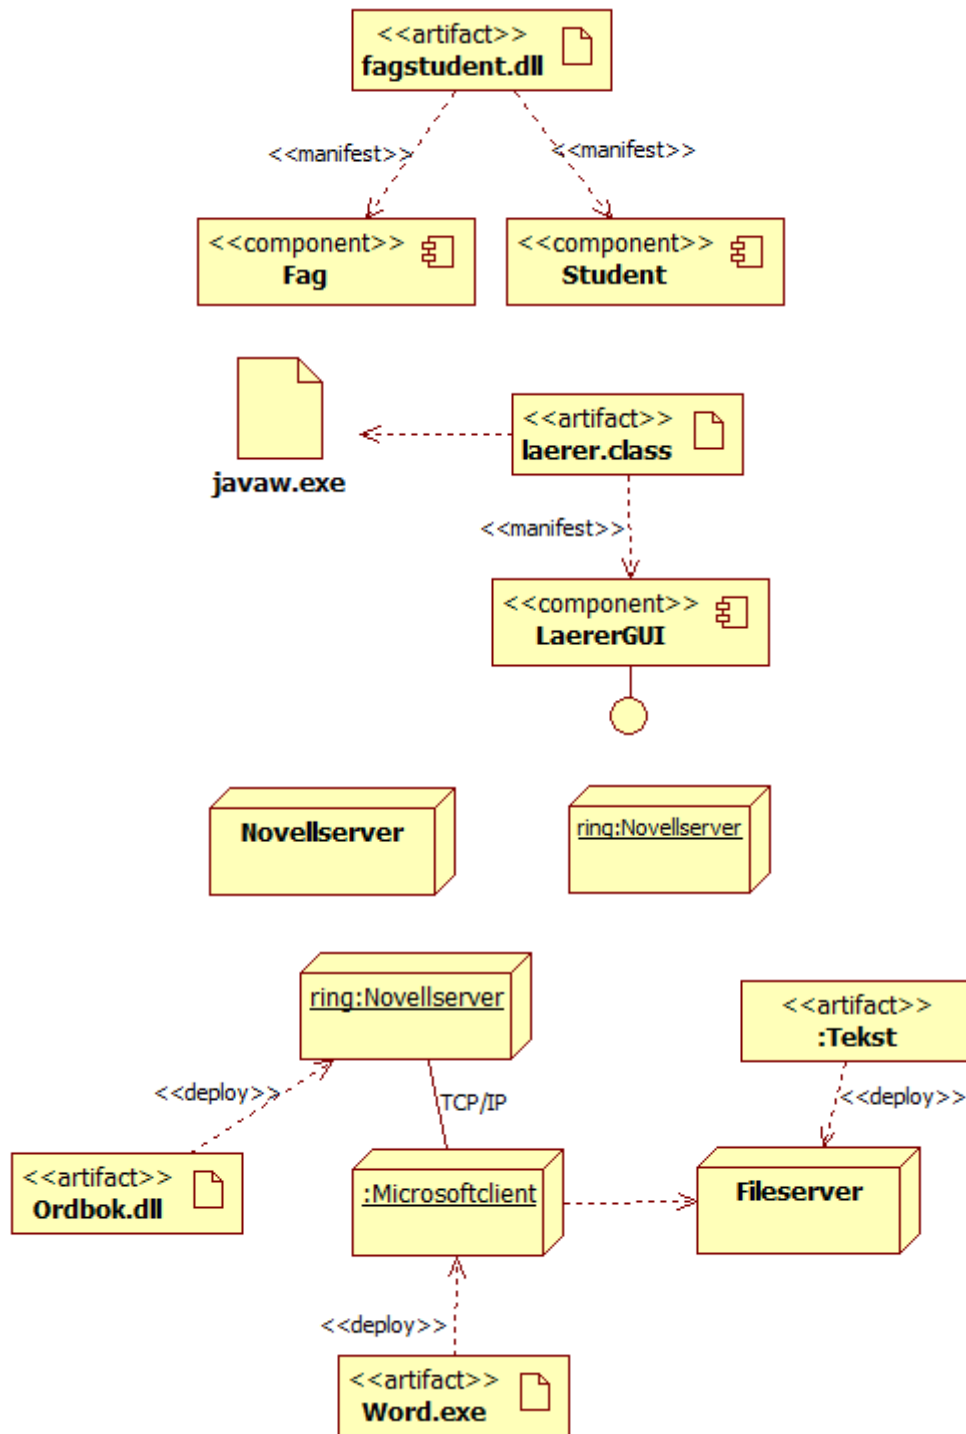 <<artifact>>
fagstudent.dll
<<manifest>>
<<manifest>>
<<component>>
Fag
<<component>>
Student
javaw.exe
<<artifact>>
laerer.class
<<manifest>>
<<component>>
LaererGUI
Novellserver
ring:Novellserver
ring:Novellserver
<<artifact>>
:Tekst
<<deploy>>
TCP/IP
<<deploy>>
<<artifact>>
Ordbok.dll
:Microsoftclient
Fileserver
<<deploy>>
<<artifact>>
Word.exe